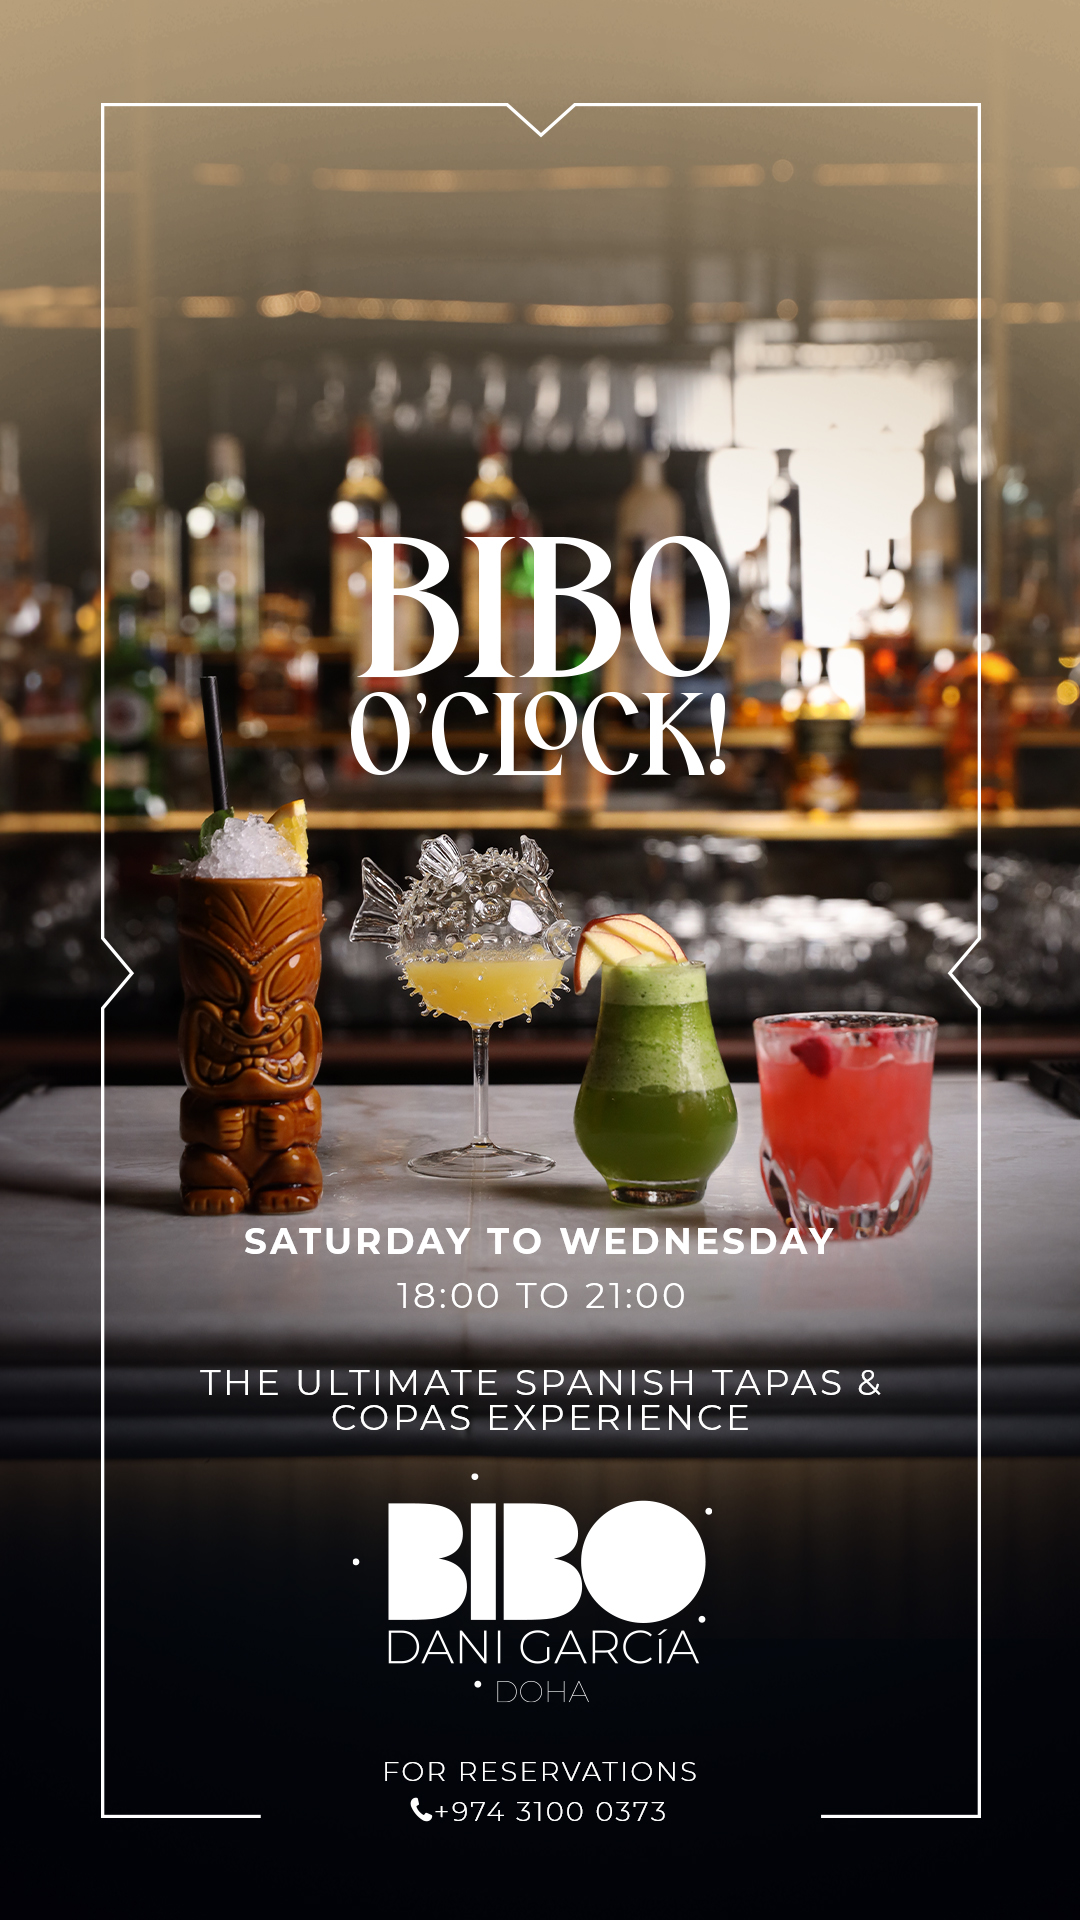 BIBO
O'CLOCK!
SATURDAY TO WEDNESDAY
18:00 TO 21:00
THE ULTIMATE SPANISH TAPAS &
COPAS EXPERIENCE
BIBO
DANI GARCÍA
DOHA
FOR RESERVATIONS
+974 3100 0373